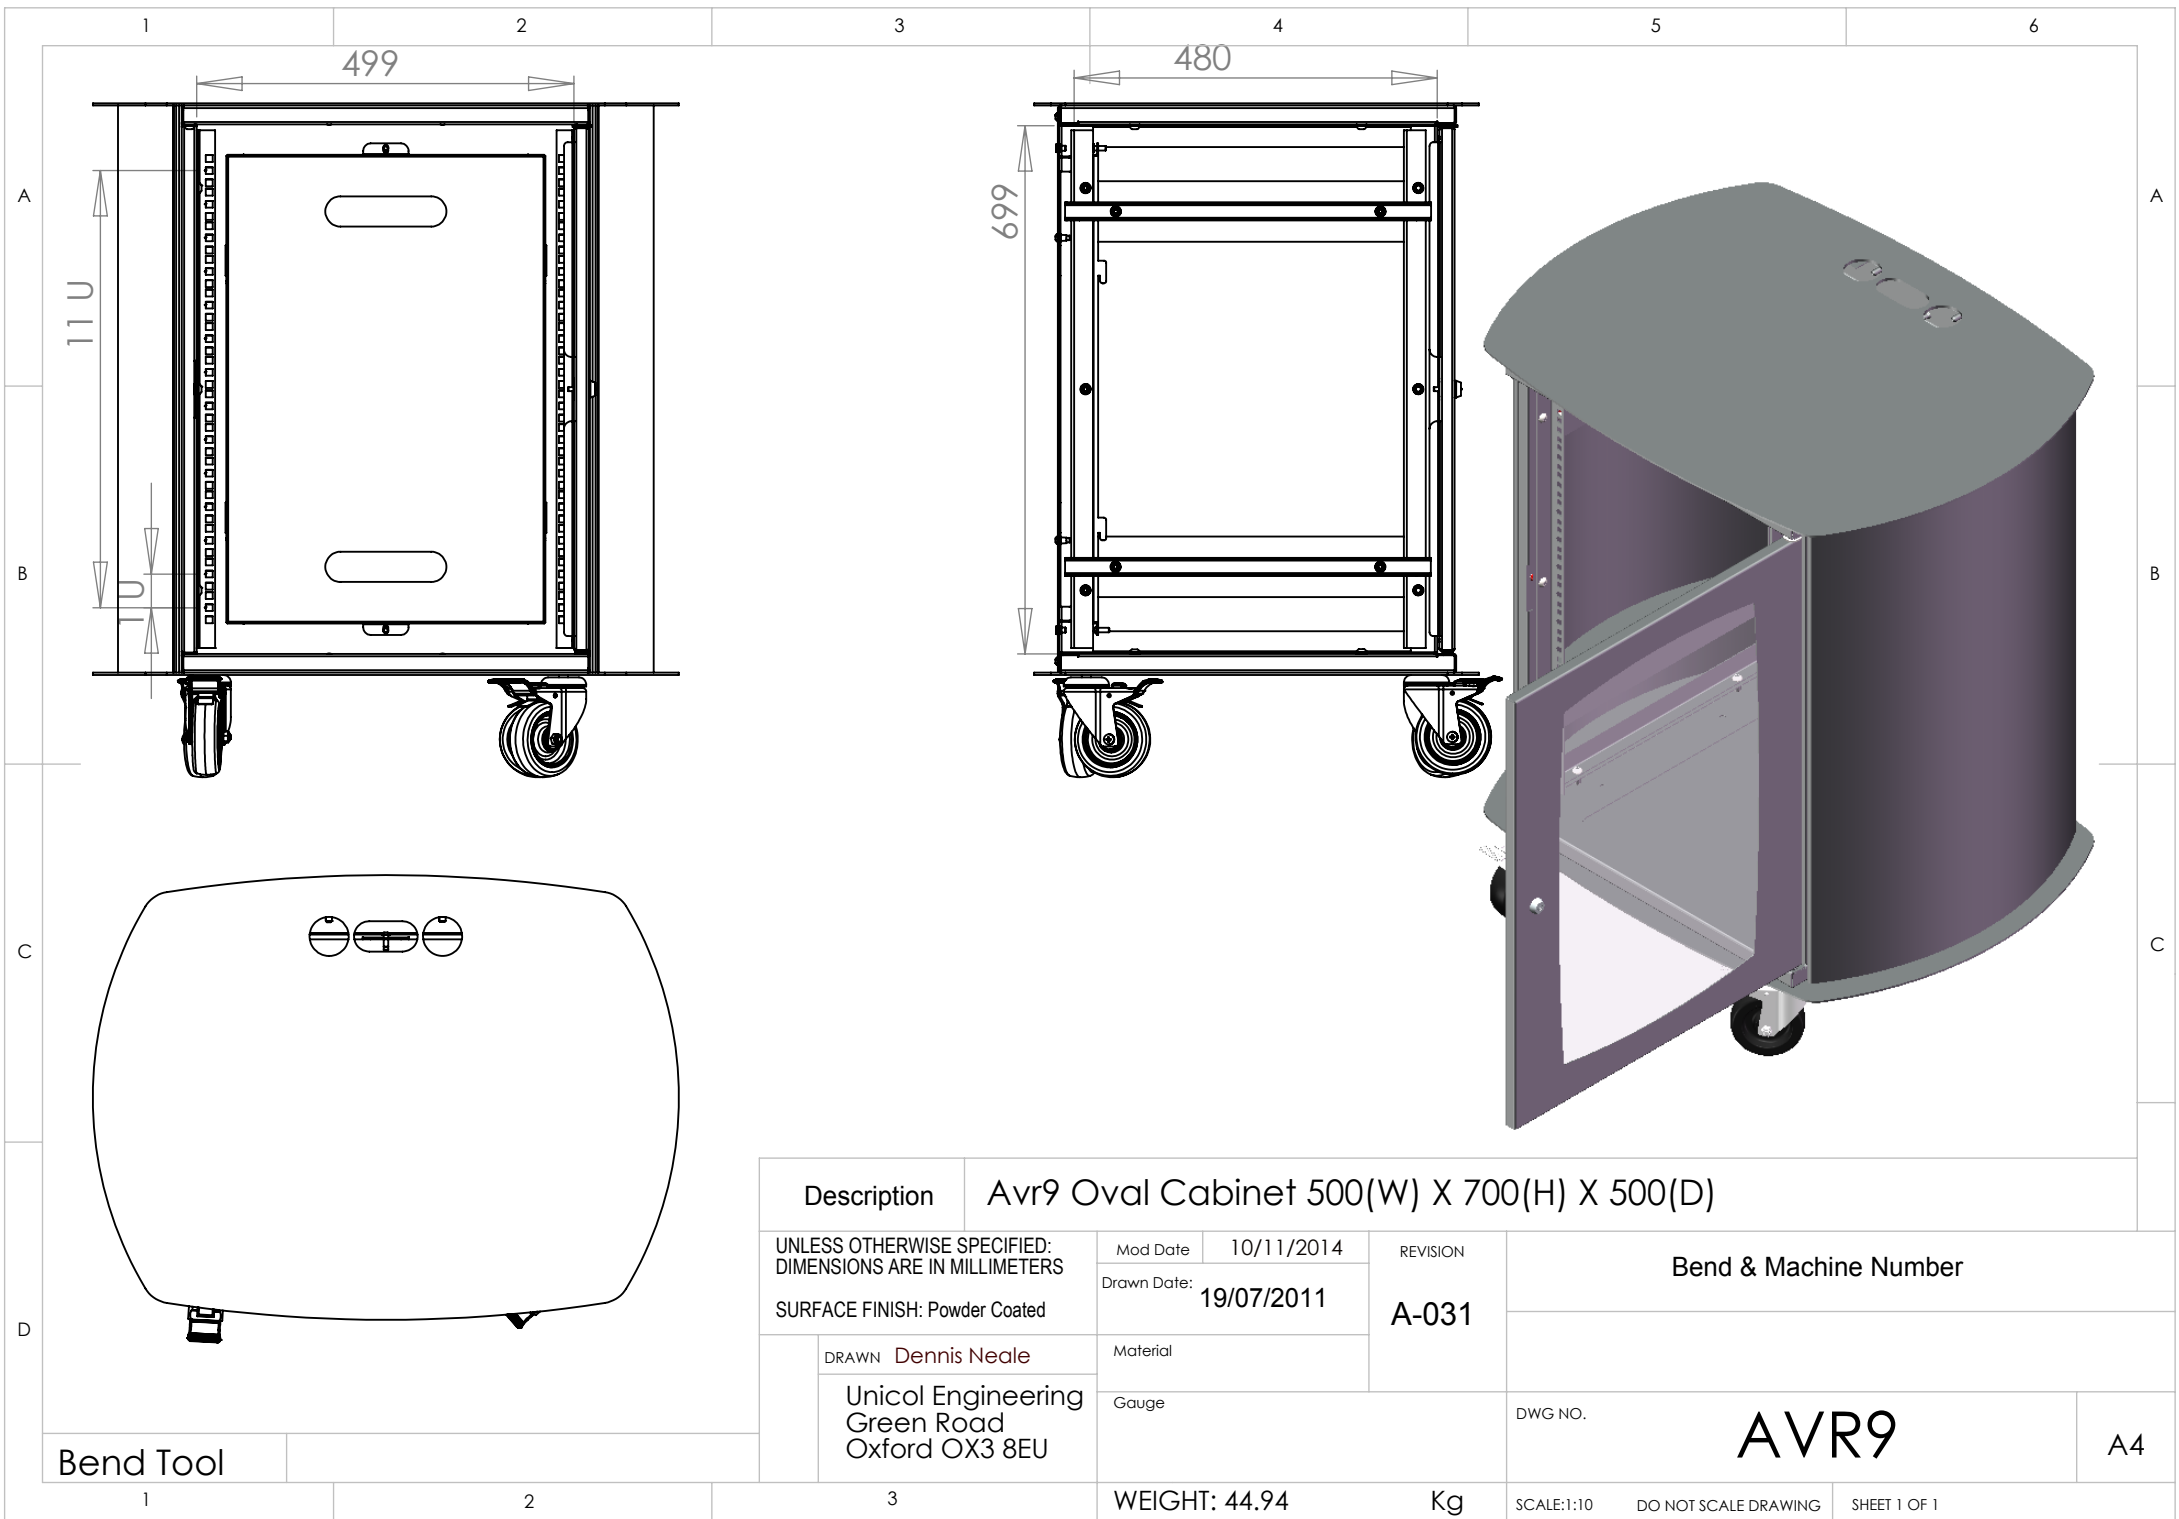 1 2 3 4 5 6
499
480
A
A
699
11 U
1 U
B
B
C
C
D
Description
Avr9 Oval Cabinet 500(W) X 700(H) X 500(D)
UNLESS OTHERWISE SPECIFIED:
DIMENSIONS ARE IN MILLIMETERS
SURFACE FINISH: Powder Coated
Mod Date
10/11/2014
Drawn Date:
19/07/2011
REVISION
A-031
Bend & Machine Number
DRAWN Dennis Neale
Unicol Engineering
Green Road
Oxford OX3 8EU
Material
Gauge
DWG NO.
AVR9
A4
Bend Tool
1 2 3
WEIGHT: 44.94 Kg
SCALE:1:10
DO NOT SCALE DRAWING
SHEET 1 OF 1